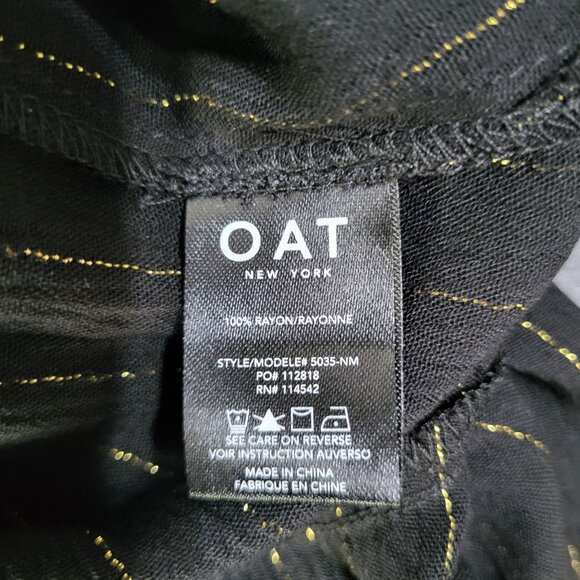 OAT
NEW YORK
100% RAYON/RAYONNE
STYLE/MODELE# 5035-NM
PO# 112818
RN# 114542
SEE CARE ON REVERSE
VOIR INSTRUCTION AUVERSO
MADE IN CHINA
FABRIQUE EN CHINE